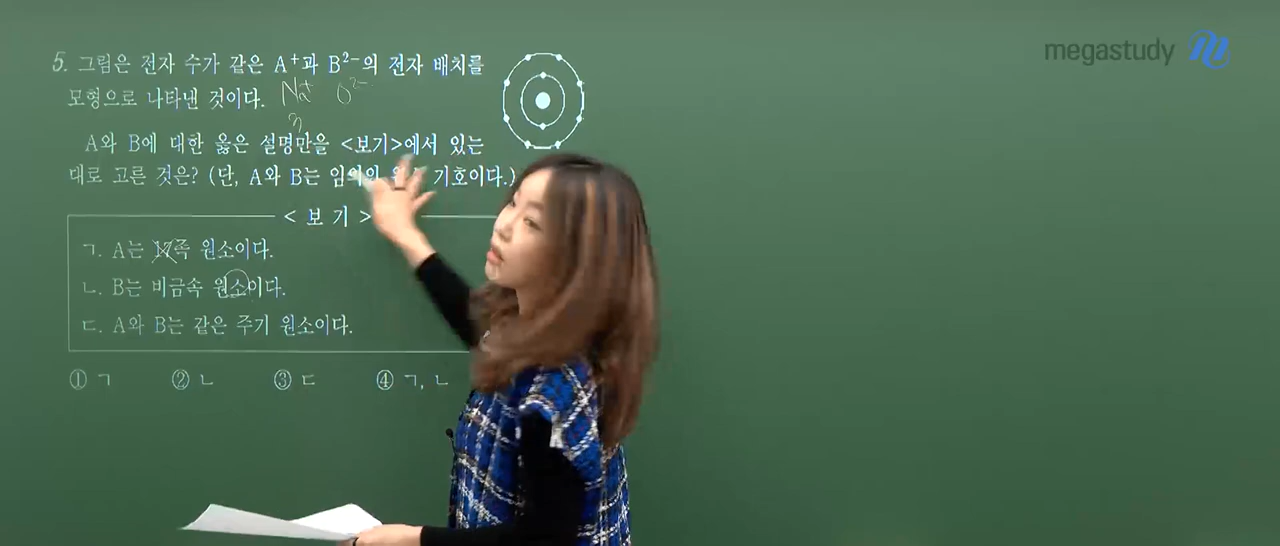 megastudy
5. 그림은 전자 수가 같은 A⁺과 B²⁻의 전자 배치를
모형으로 나타낸 것이다.
Na⁺ O²⁻
A와 B에 대한 옳은 설명만을 <보기>에서 있는
대로 고른 것은? (단, A와 B는 임의의 기호이다.)
<보기>
ㄱ. A는 17족 원소이다.
ㄴ. B는 비금속 원소이다.
ㄷ. A와 B는 같은 주기 원소이다.
① ㄱ ② ㄴ ③ ㄷ ④ ㄱ, ㄴ